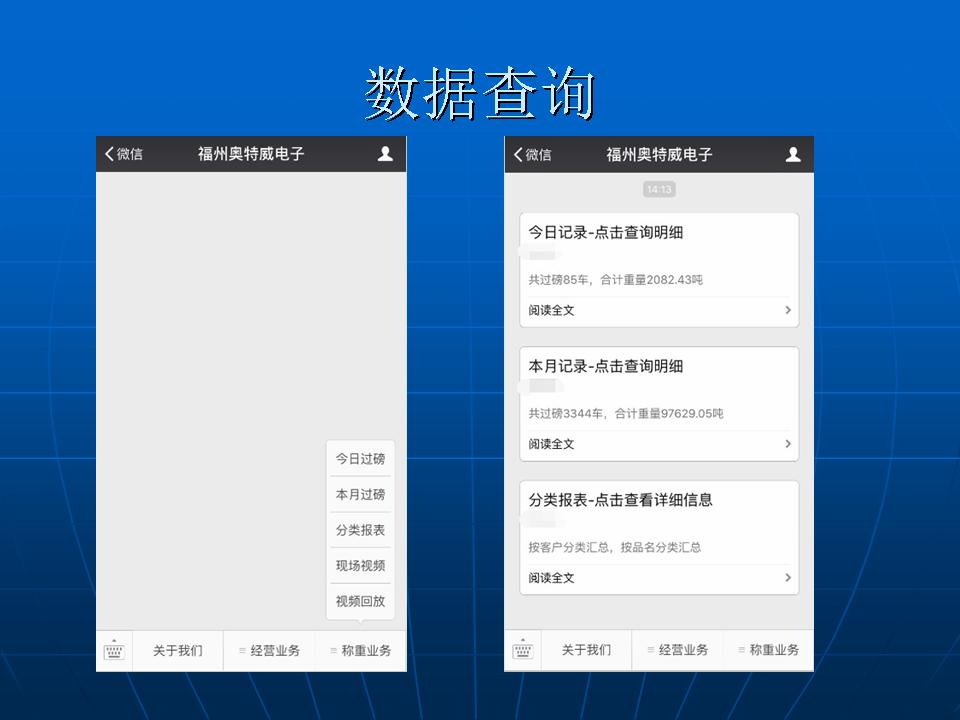 数据查询
微信
福州奥特威电子
今日过磅
本月过磅
分类报表
现场视频
视频回放
关于我们
经营业务
称重业务
微信
福州奥特威电子
14:13
今日记录-点击查询明细
共过磅85车，合计重量2082.43吨
阅读全文
本月记录-点击查询明细
共过磅3344车，合计重量97629.05吨
阅读全文
分类报表-点击查看详细信息
按客户分类汇总，按品名分类汇总
阅读全文
关于我们
经营业务
称重业务